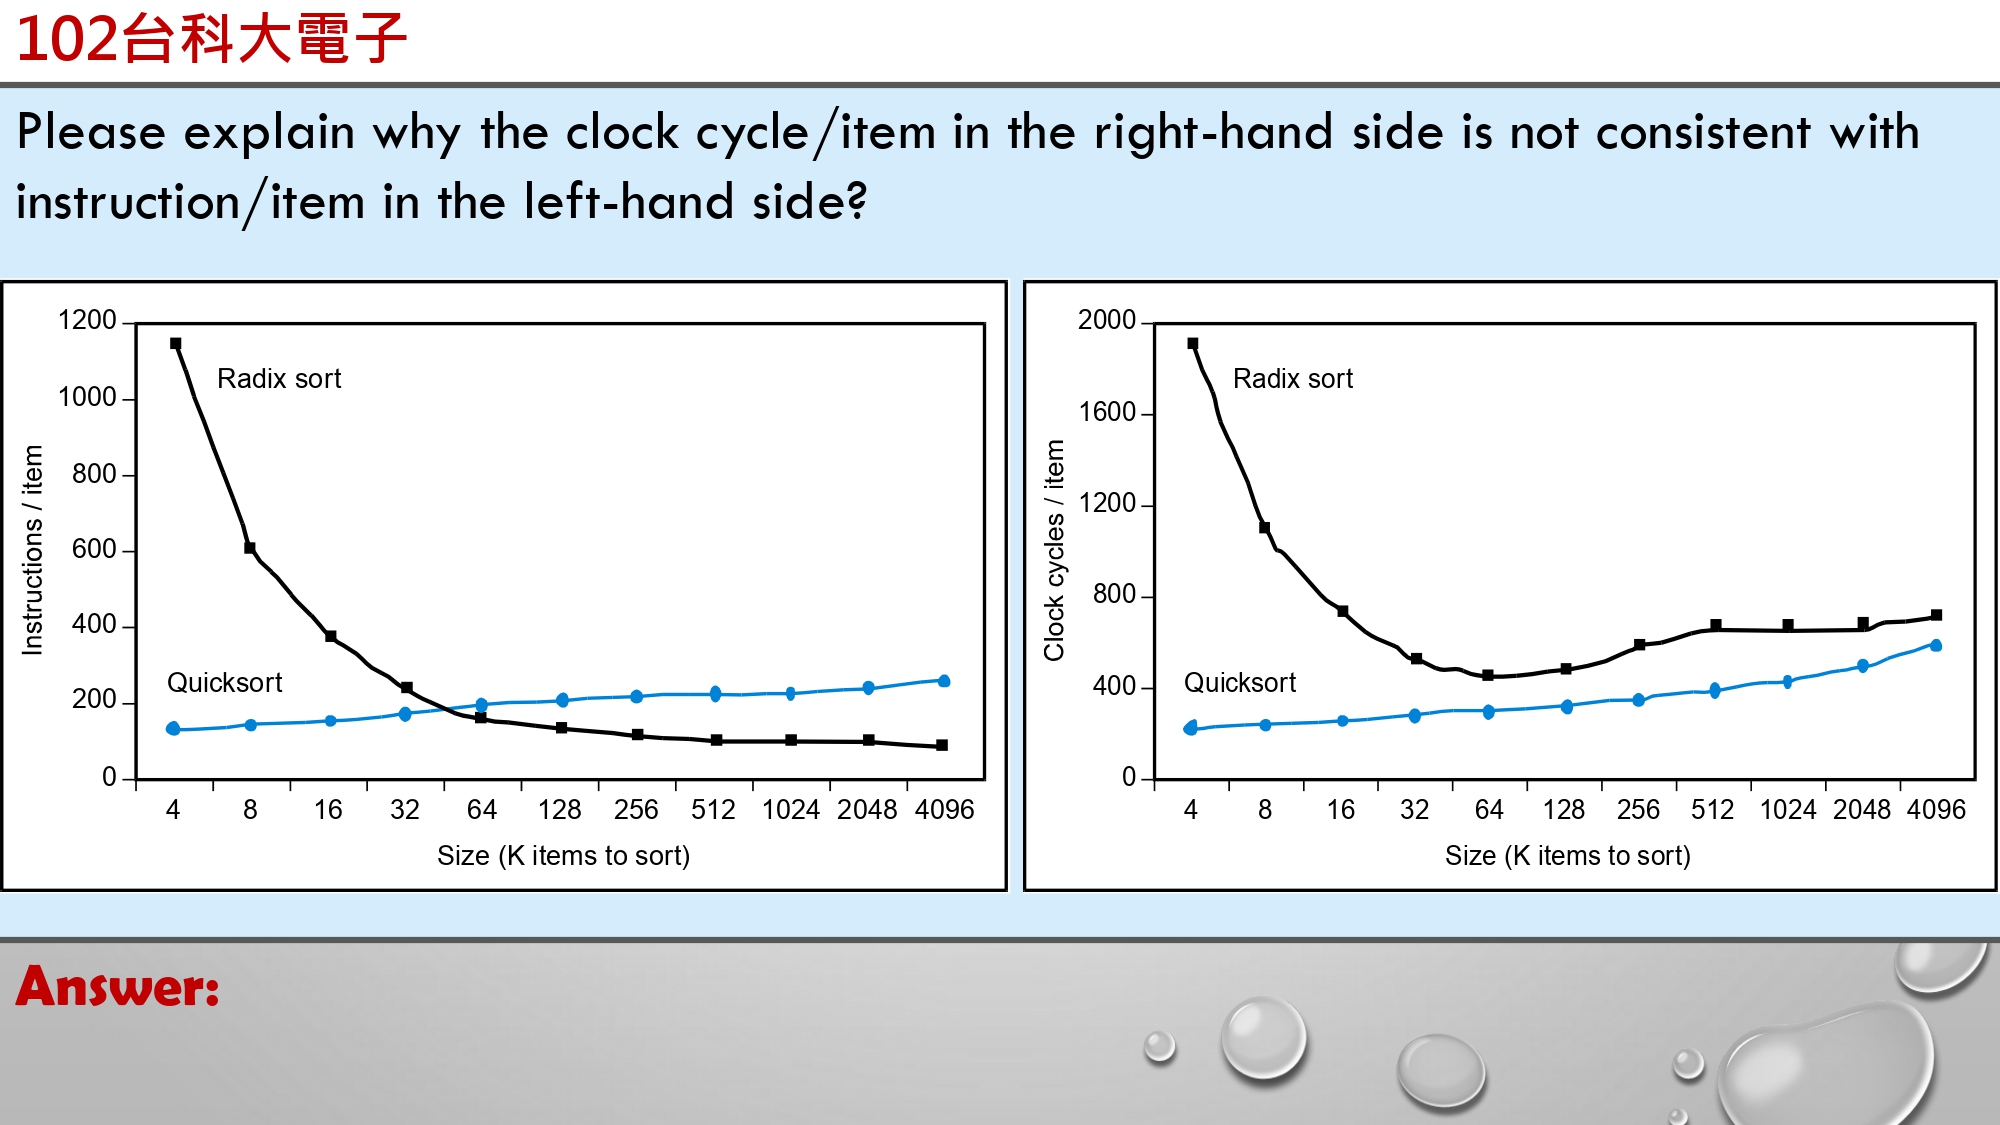 102台科大電子
Please explain why the clock cycle/item in the right-hand side is not consistent with
instruction/item in the left-hand side?
1200
1000
800
600
400
200
0
Instructions / item
Radix sort
Quicksort
4 8 16 32 64 128 256 512 1024 2048 4096
Size (K items to sort)
2000
1600
1200
800
400
0
Clock cycles / item
Radix sort
Quicksort
4 8 16 32 64 128 256 512 1024 2048 4096
Size (K items to sort)
Answer: